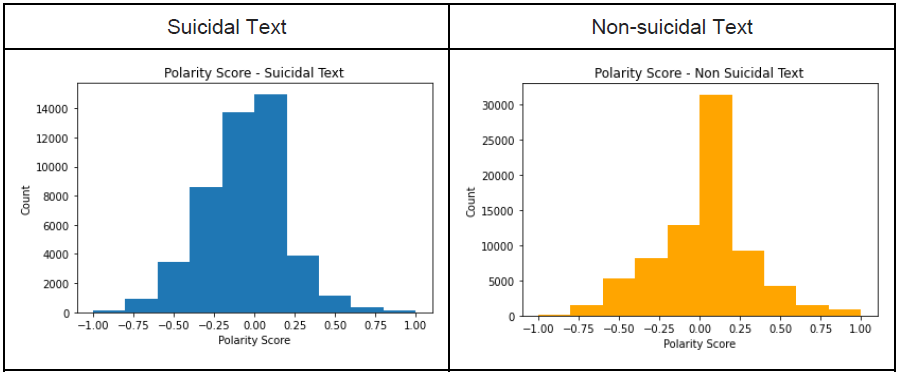 Suicidal Text
Non-suicidal Text
Polarity Score - Suicidal Text
14000
12000
10000
8000
6000
4000
2000
0
Count
−1.00 −0.75 −0.50 −0.25 0.00 0.25 0.50 0.75 1.00
Polarity Score
Polarity Score - Non Suicidal Text
30000
25000
20000
15000
10000
5000
0
Count
−1.00 −0.75 −0.50 −0.25 0.00 0.25 0.50 0.75 1.00
Polarity Score